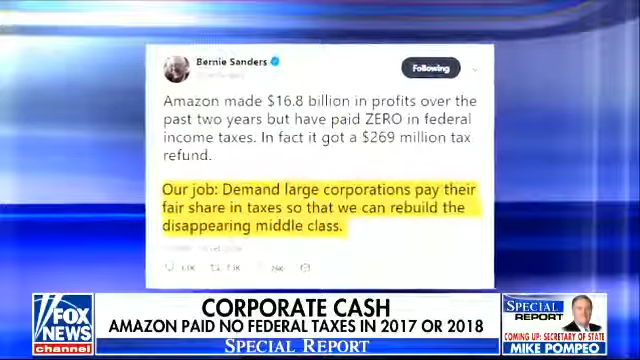 Bernie Sanders
Following
Amazon made $16.8 billion in profits over the
past two years but have paid ZERO in federal
income taxes. In fact it got a $269 million tax
refund.
Our job: Demand large corporations pay their
fair share in taxes so that we can rebuild the
disappearing middle class.
FOX
NEWS
channel
CORPORATE CASH
AMAZON PAID NO FEDERAL TAXES IN 2017 OR 2018
SPECIAL REPORT
SPECIAL
REPORT
COMING UP: SECRETARY OF STATE
MIKE POMPEO